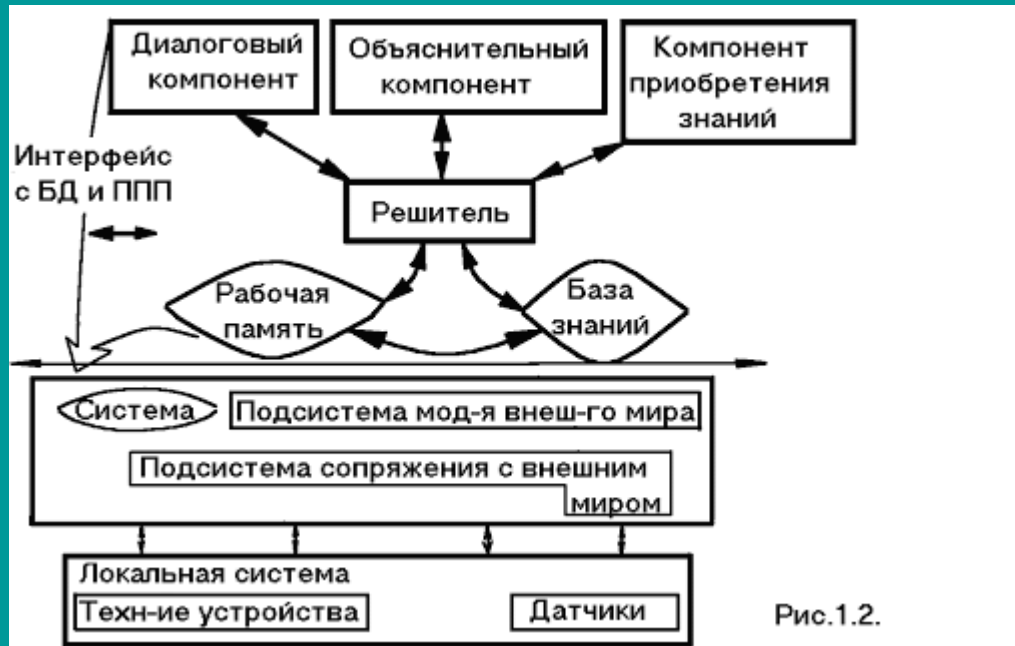 Диалоговый
компонент
Объяснительный
компонент
Компонент
приобретения
знаний
Интерфейс
с БД и ППП
Решитель
Рабочая
память
База
знаний
Система
Подсистема мод-я внеш-го мира
Подсистема сопряжения с внешним
миром
Локальная система
Техн-ие устройства
Датчики
Рис.1.2.